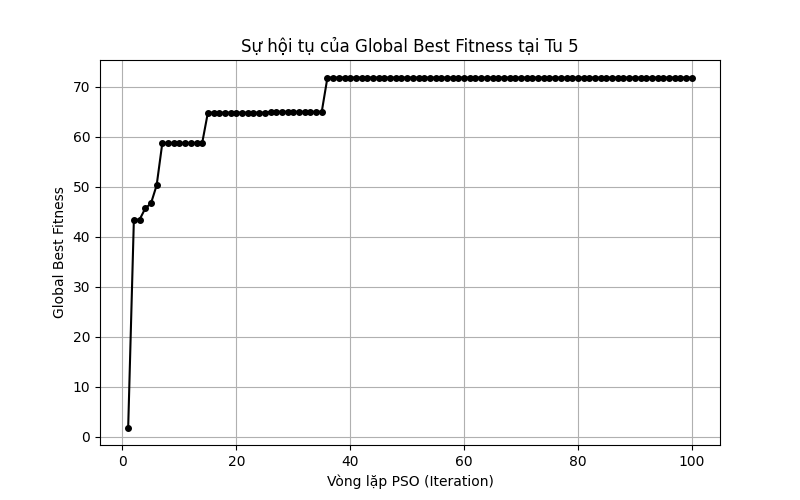 Sự hội tụ của Global Best Fitness tại Tu 5
Global Best Fitness
70
60
50
40
30
20
10
0
0 20 40 60 80 100
Vòng lặp PSO (Iteration)